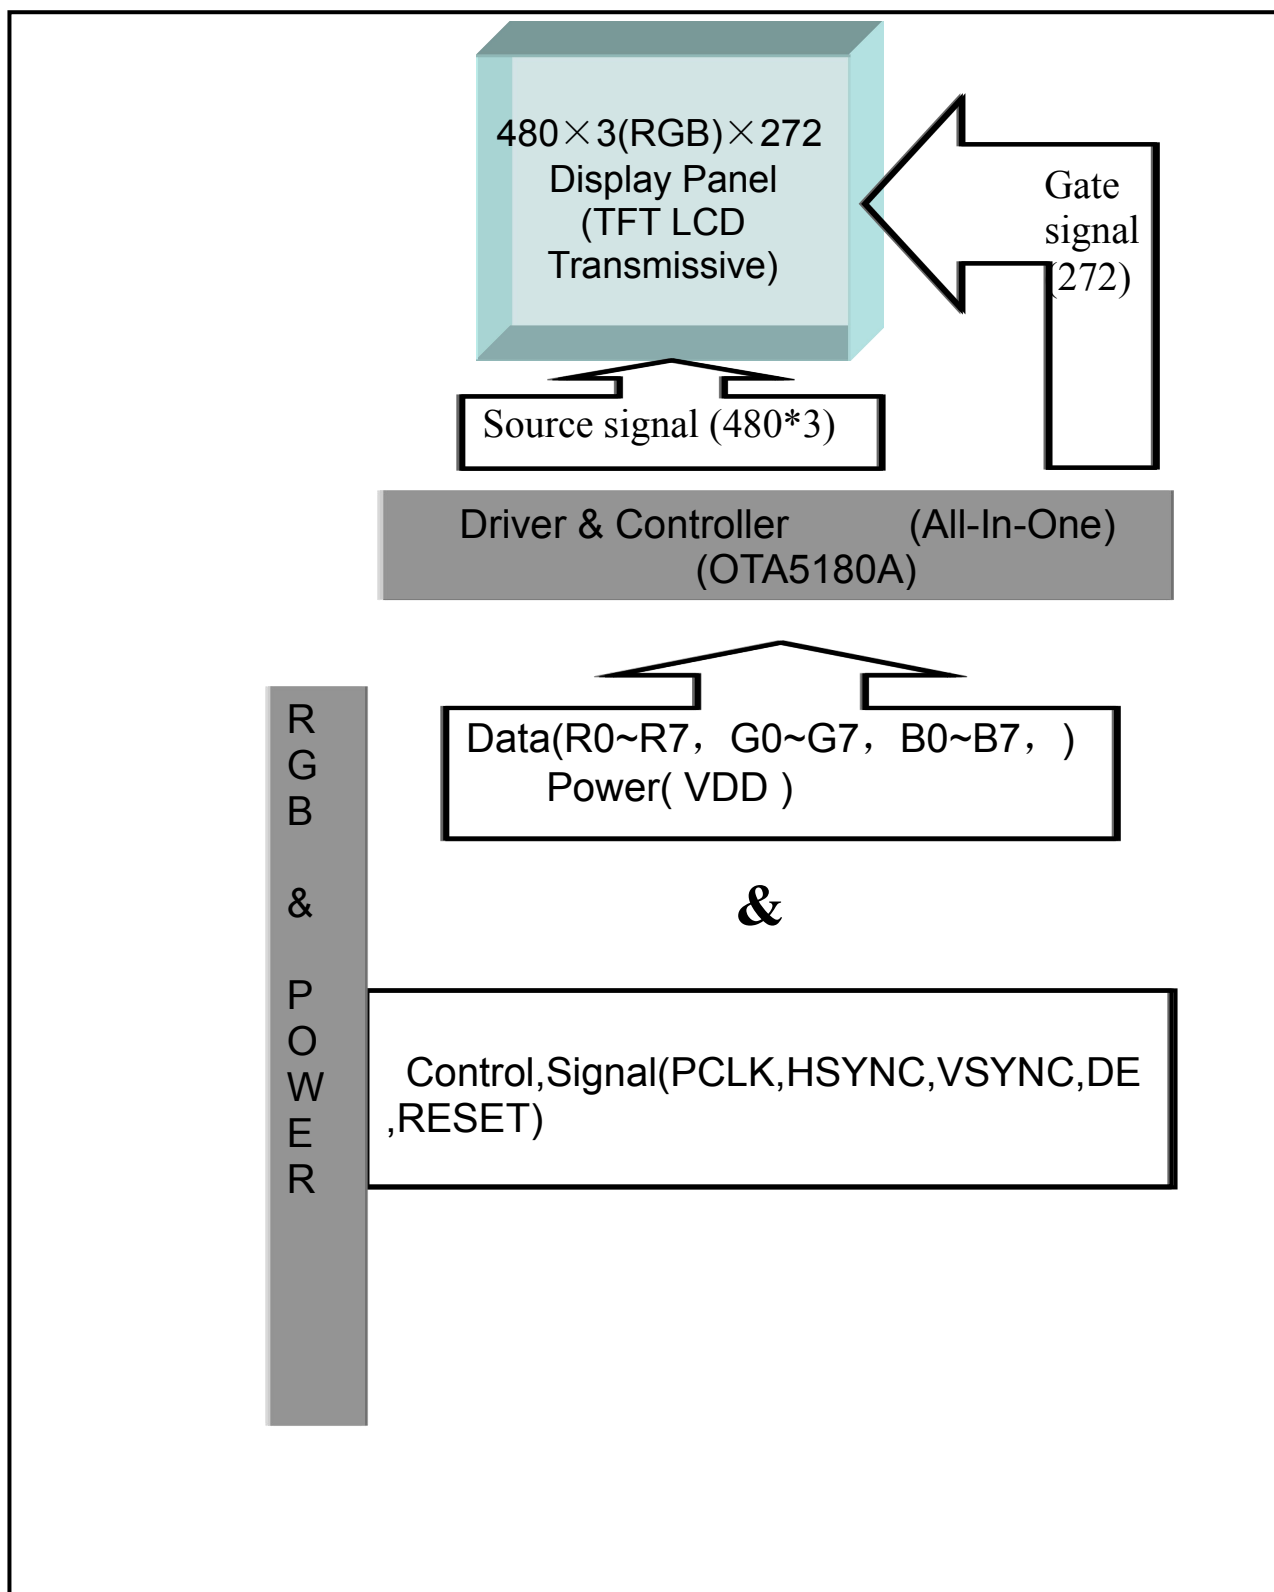 480×3(RGB)×272
Display Panel
(TFT LCD
Transmissive)
Gate
signal
(272)
Source signal (480*3)
Driver & Controller (All-In-One)
(OTA5180A)
R
G
B
&
P
O
W
E
R
Data(R0~R7，G0~G7，B0~B7，)
Power( VDD )
&
Control,Signal(PCLK,HSYNC,VSYNC,DE
,RESET)